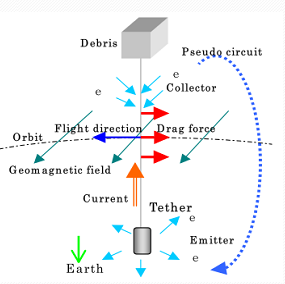 Debris
Pseudo circuit
e
e
Collector
Flight direction
Drag force
Orbit
Geomagnetic field
Current
Tether
e
Emitter
e
Earth